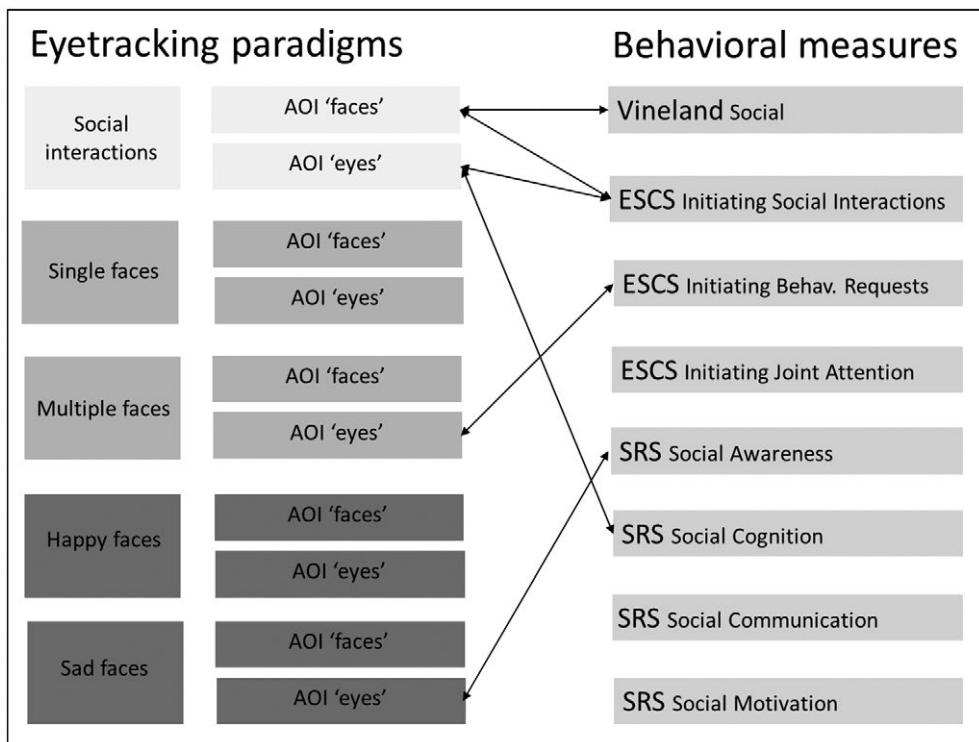 Eyetracking paradigms
Behavioral measures
Social
interactions
AOI ‘faces’
AOI ‘eyes’
Single faces
AOI ‘faces’
AOI ‘eyes’
Multiple faces
AOI ‘faces’
AOI ‘eyes’
Happy faces
AOI ‘faces’
AOI ‘eyes’
Sad faces
AOI ‘faces’
AOI ‘eyes’
Vineland Social
ESCS Initiating Social Interactions
ESCS Initiating Behav. Requests
ESCS Initiating Joint Attention
SRS Social Awareness
SRS Social Cognition
SRS Social Communication
SRS Social Motivation